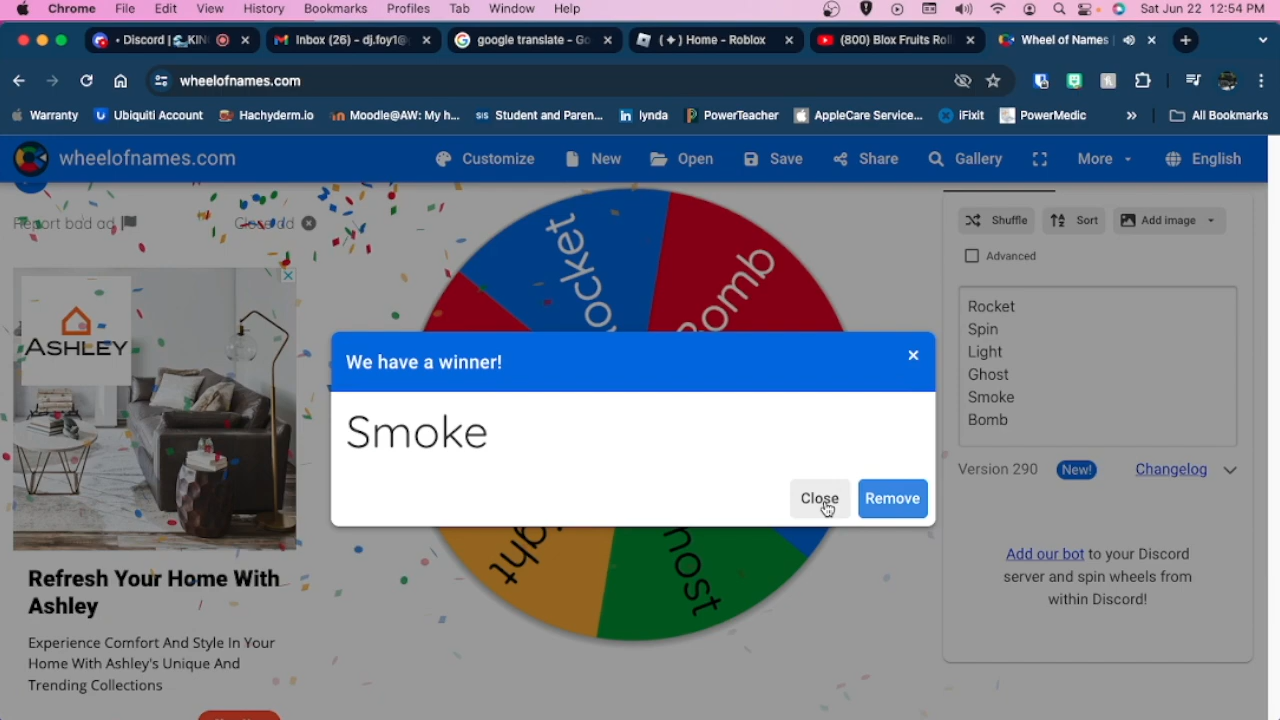 Chrome File Edit View History Bookmarks Profiles Tab Window Help Sat Jun 22 12:54 PM
• Discord | Inbox (26) - dj.foy1@ google translate - Go (✦) Home - Roblox (800) Blox Fruits Roll Wheel of Names |
wheelofnames.com
Warranty Ubiquiti Account Hachyderm.io Moodle@AW: My h... SIS Student and Paren... lynda PowerTeacher AppleCare Service... iFixit PowerMedic » All Bookmarks
wheelofnames.com Customize New Open Save Share Gallery More English
Report bad ad Close ad
Shuffle Sort Add image
Advanced
ASHLEY
Rocket
Spin
Light
Ghost
Smoke
Bomb
ocket
Bomb
We have a winner!
Smoke
Close Remove
ight
host
Version 290 New! Changelog
Add our bot to your Discord
server and spin wheels from
within Discord!
Refresh Your Home With
Ashley
Experience Comfort And Style In Your
Home With Ashley's Unique And
Trending Collections